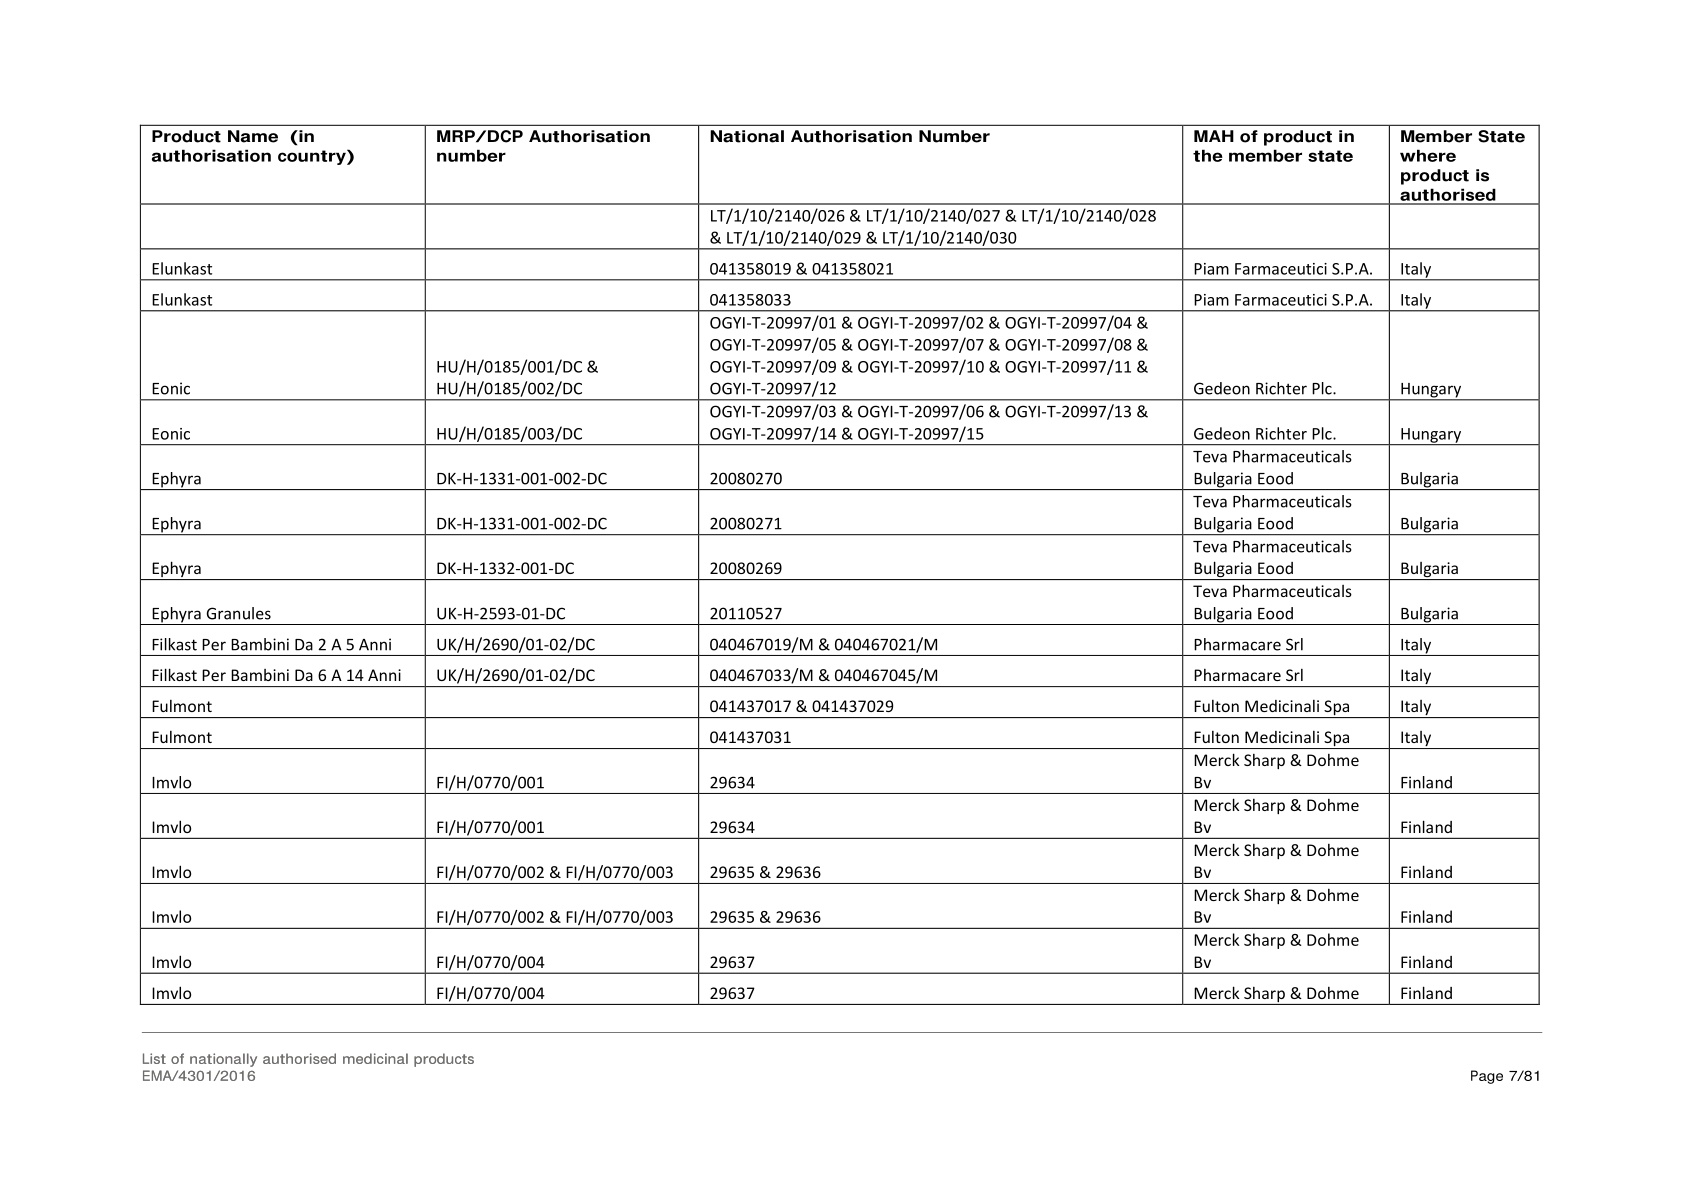 Product Name  (in authorisation country) MRP/DCP Authorisation number National Authorisation Number MAH of product in the member state Member State where product is authorised
LT/1/10/2140/026 & LT/1/10/2140/027 & LT/1/10/2140/028
& LT/1/10/2140/029 & LT/1/10/2140/030
Elunkast 041358019 & 041358021 Piam Farmaceutici S.P.A. Italy
Elunkast 041358033 Piam Farmaceutici S.P.A. Italy
Eonic
HU/H/0185/001/DC &
HU/H/0185/002/DC
OGYI-T-20997/01 & OGYI-T-20997/02 & OGYI-T-20997/04 &
OGYI-T-20997/05 & OGYI-T-20997/07 & OGYI-T-20997/08 &
OGYI-T-20997/09 & OGYI-T-20997/10 & OGYI-T-20997/11 &
OGYI-T-20997/12
Gedeon Richter Plc. Hungary
Eonic HU/H/0185/003/DC
OGYI-T-20997/03 & OGYI-T-20997/06 & OGYI-T-20997/13 &
OGYI-T-20997/14 & OGYI-T-20997/15
Gedeon Richter Plc. Hungary
Ephyra DK-H-1331-001-002-DC 20080270
Teva Pharmaceuticals
Bulgaria Eood Bulgaria
Ephyra DK-H-1331-001-002-DC 20080271
Teva Pharmaceuticals
Bulgaria Eood Bulgaria
Ephyra DK-H-1332-001-DC 20080269
Teva Pharmaceuticals
Bulgaria Eood Bulgaria
Ephyra Granules UK-H-2593-01-DC 20110527
Teva Pharmaceuticals
Bulgaria Eood Bulgaria
Filkast Per Bambini Da 2 A 5 Anni UK/H/2690/01-02/DC 040467019/M & 040467021/M Pharmacare Srl Italy
Filkast Per Bambini Da 6 A 14 Anni UK/H/2690/01-02/DC 040467033/M & 040467045/M Pharmacare Srl Italy
Fulmont 041437017 & 041437029 Fulton Medicinali Spa Italy
Fulmont 041437031 Fulton Medicinali Spa Italy
Imvlo FI/H/0770/001 29634
Merck Sharp & Dohme
Bv Finland
Imvlo FI/H/0770/001 29634
Merck Sharp & Dohme
Bv Finland
Imvlo FI/H/0770/002 & FI/H/0770/003 29635 & 29636
Merck Sharp & Dohme
Bv Finland
Imvlo FI/H/0770/002 & FI/H/0770/003 29635 & 29636
Merck Sharp & Dohme
Bv Finland
Imvlo FI/H/0770/004 29637
Merck Sharp & Dohme
Bv Finland
Imvlo FI/H/0770/004 29637 Merck Sharp & Dohme Finland
List of nationally authorised medicinal products
EMA/4301/2016 Page 7/81